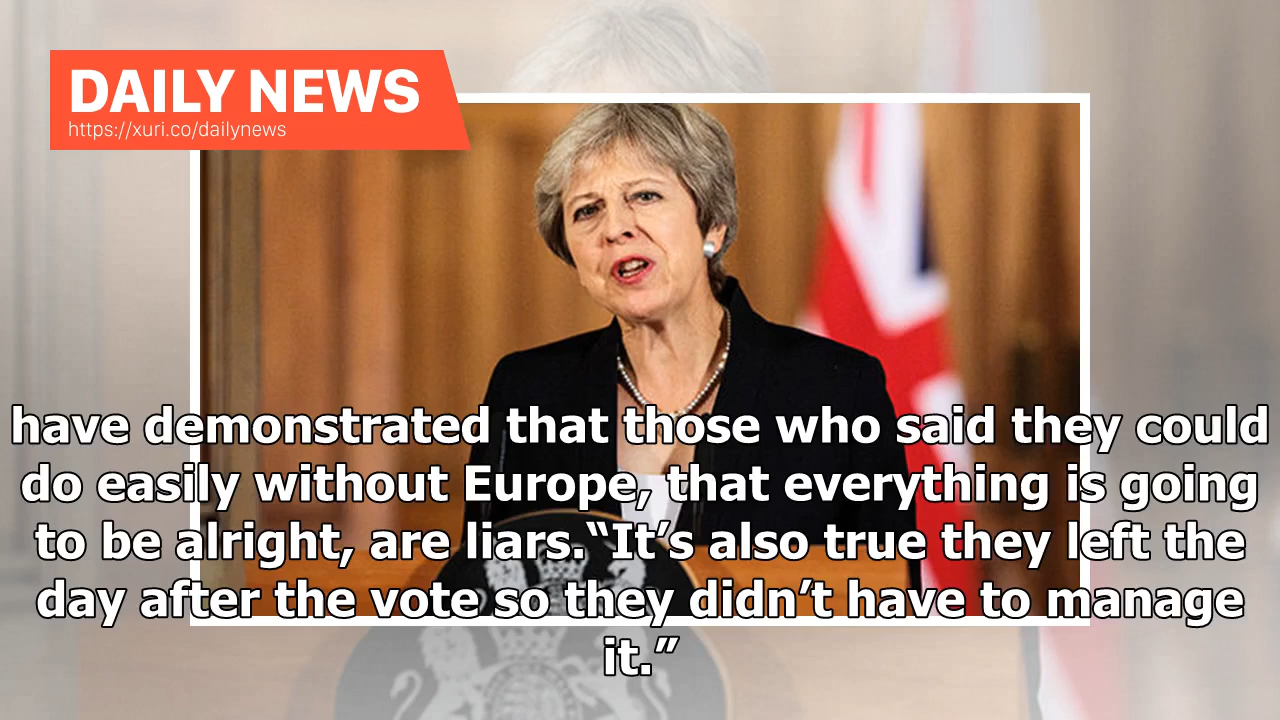 DAILY NEWS
https://xuri.co/dailynews
have demonstrated that those who said they could
do easily without Europe, that everything is going
to be alright, are liars.“It’s also true they left the
day after the vote so they didn’t have to manage
it.”